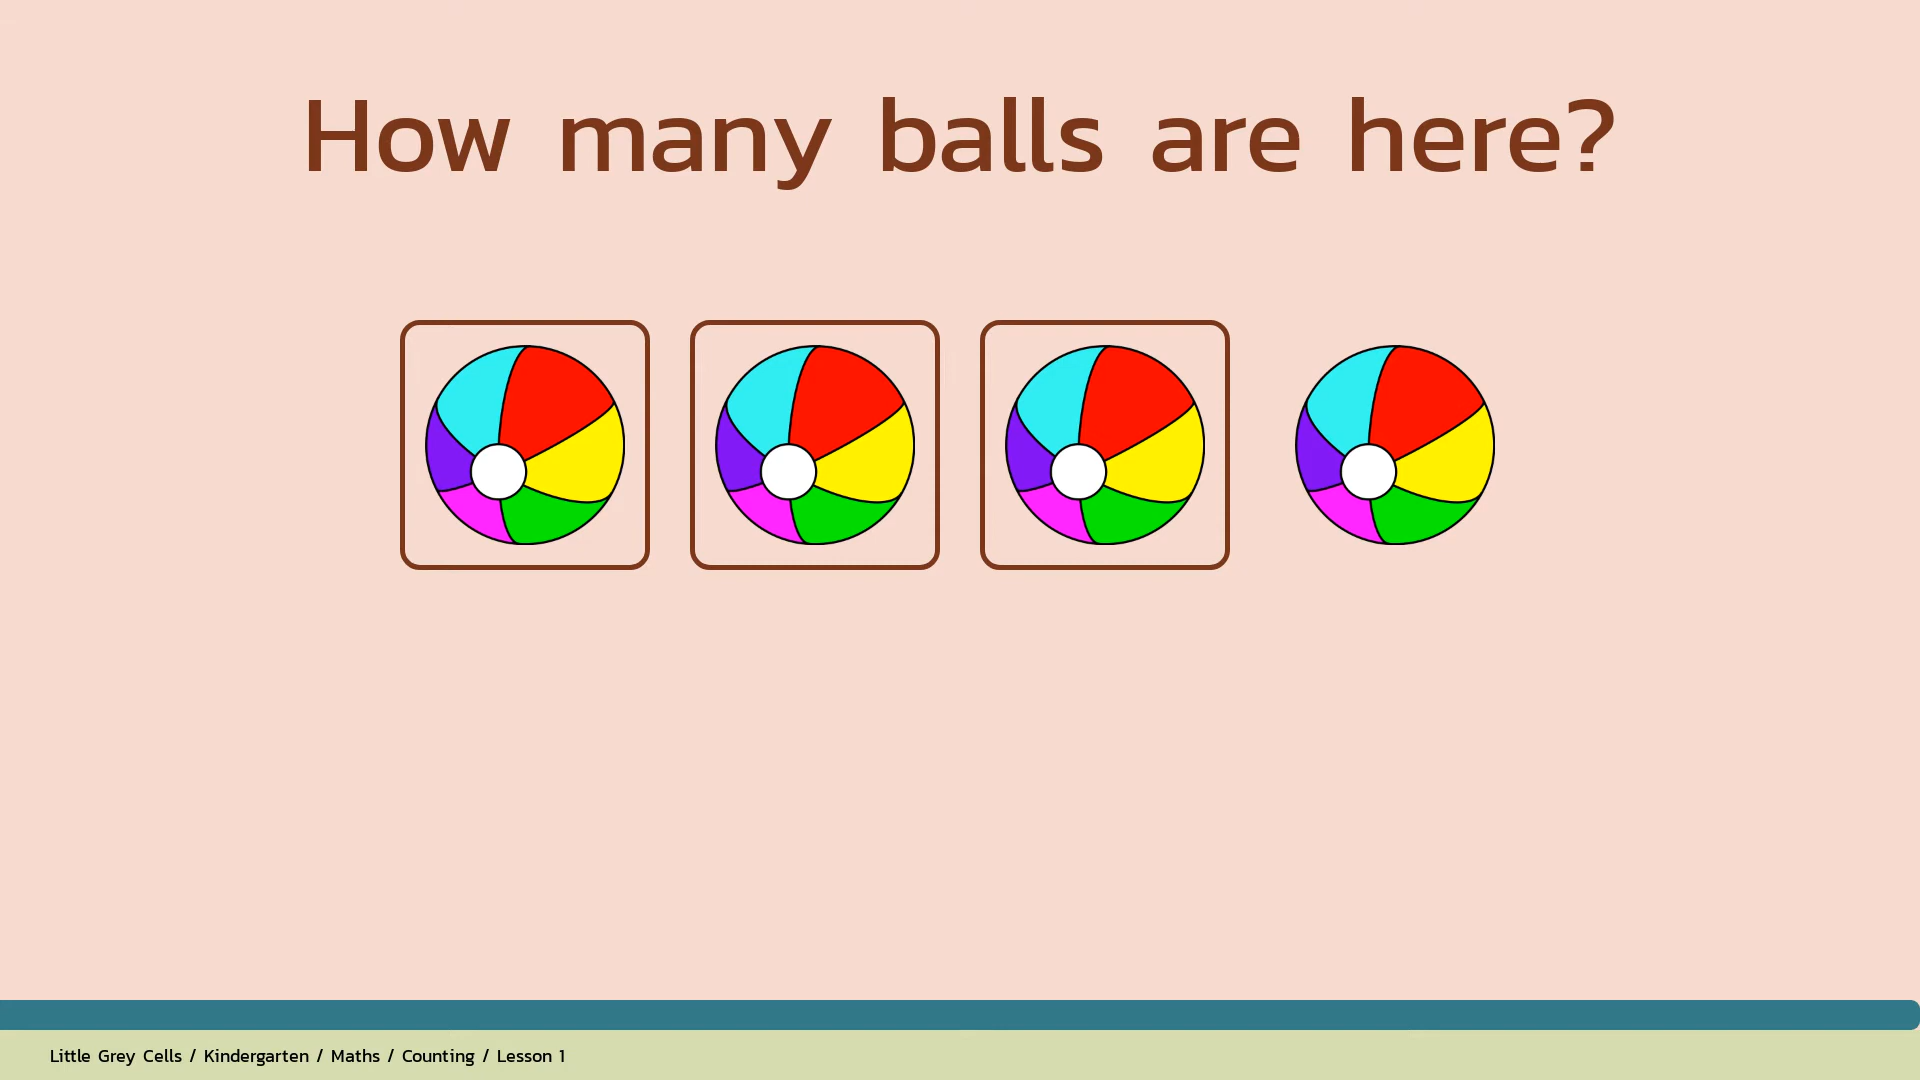 How many balls are here?
Little Grey Cells / Kindergarten / Maths / Counting / Lesson 1